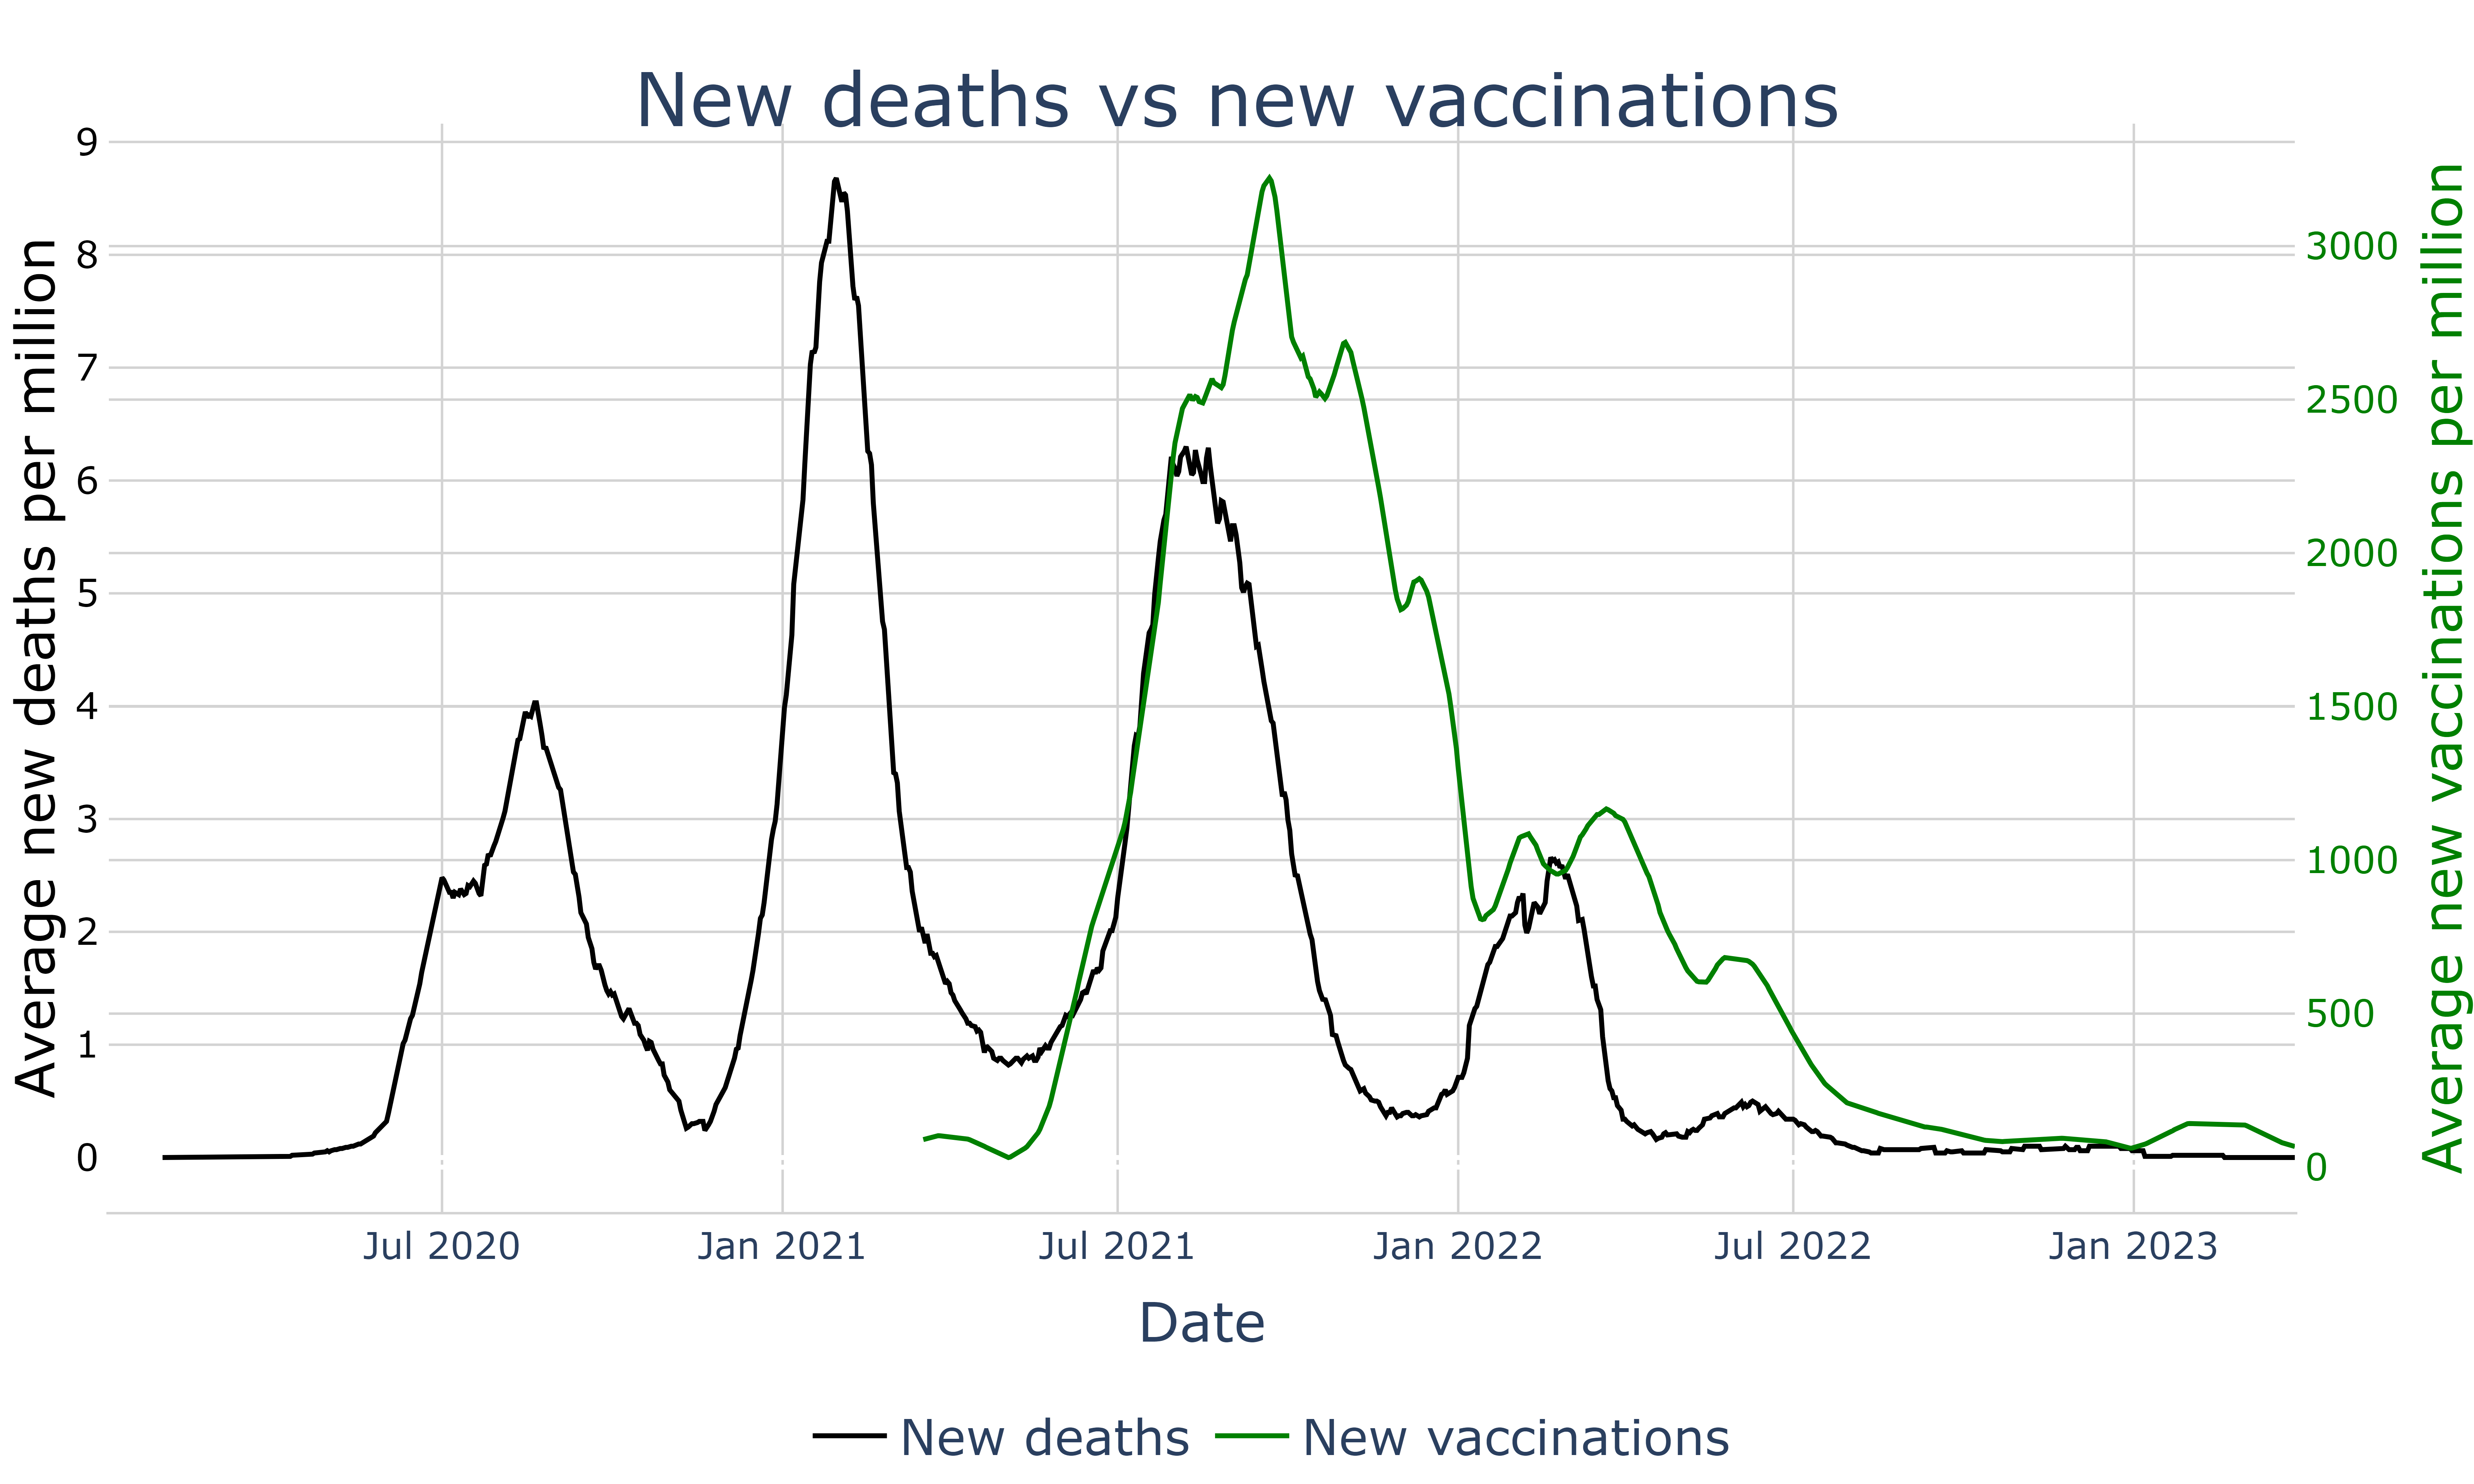 New deaths vs new vaccinations
9
8
7
6
5
4
3
2
1
0
Average new deaths per million
3000
2500
2000
1500
1000
500
0
Average new vaccinations per million
Jul 2020
Jan 2021
Jul 2021
Jan 2022
Jul 2022
Jan 2023
Date
New deaths
New vaccinations